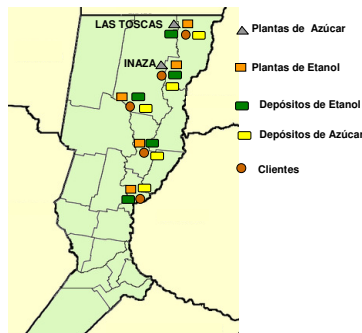 LAS TOSCAS
INAZA
Plantas de Azúcar
Plantas de Etanol
Depósitos de Etanol
Depósitos de Azúcar
Clientes